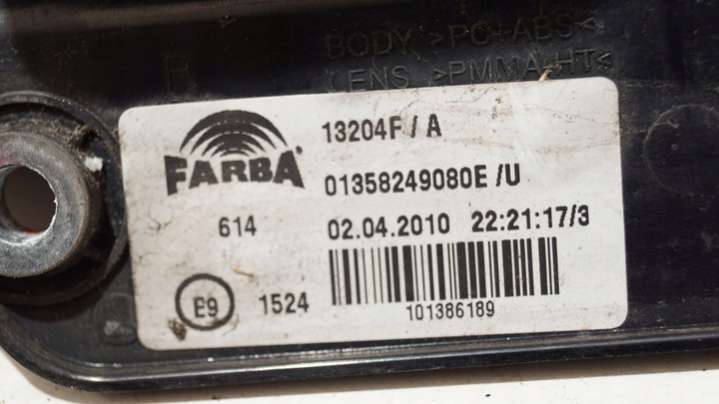 BODY >PC+ABS<
LENS >PMMA-HT<
R
FARBA
13204F / A
01358249080E /U
614
02.04.2010 22:21:17/3
E9
1524
101386189